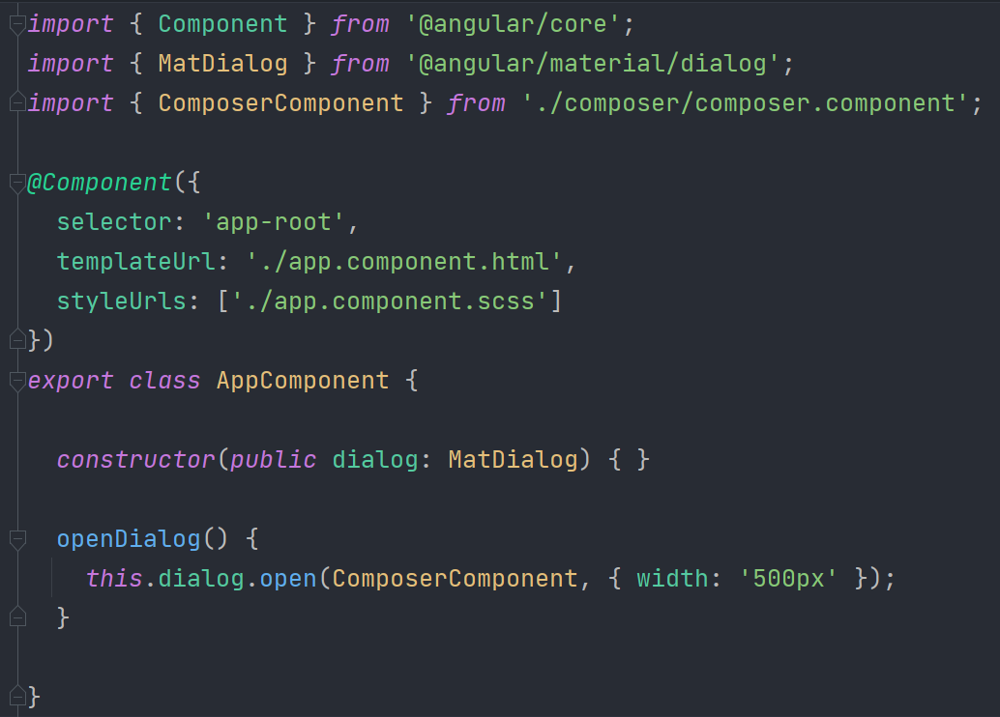 import { Component } from '@angular/core';
import { MatDialog } from '@angular/material/dialog';
import { ComposerComponent } from './composer/composer.component';
@Component({
  selector: 'app-root',
  templateUrl: './app.component.html',
  styleUrls: ['./app.component.scss']
})
export class AppComponent {
  constructor(public dialog: MatDialog) { }
  openDialog() {
    this.dialog.open(ComposerComponent, { width: '500px' });
  }
}